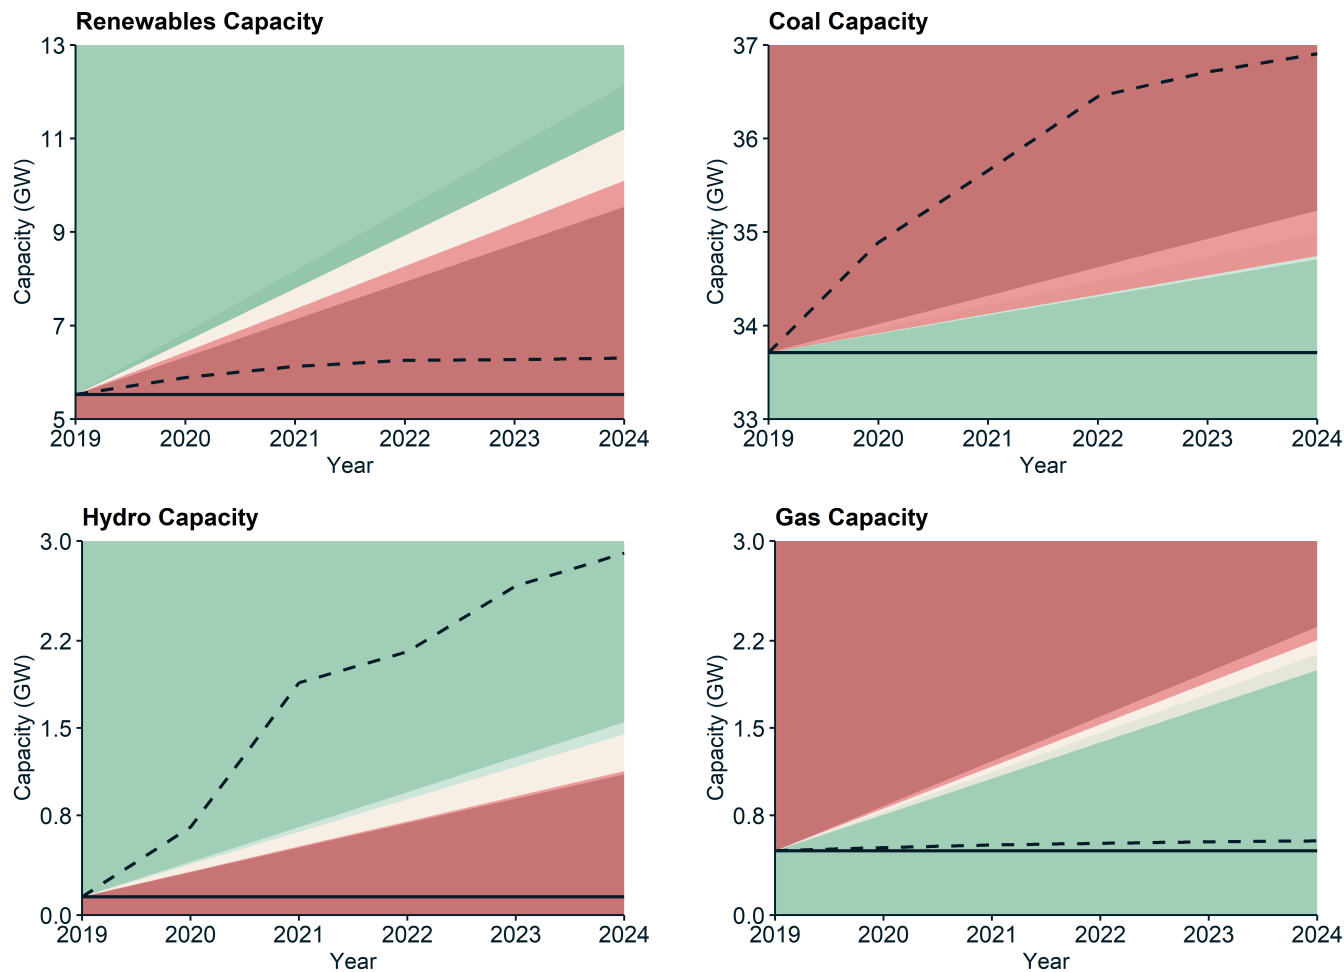 Renewables Capacity
13
11
9
7
5
Capacity (GW)
2019 2020 2021 2022 2023 2024
Year
Coal Capacity
37
36
35
34
33
Capacity (GW)
2019 2020 2021 2022 2023 2024
Year
Hydro Capacity
3.0
2.2
1.5
0.8
0.0
Capacity (GW)
2019 2020 2021 2022 2023 2024
Year
Gas Capacity
3.0
2.2
1.5
0.8
0.0
Capacity (GW)
2019 2020 2021 2022 2023 2024
Year